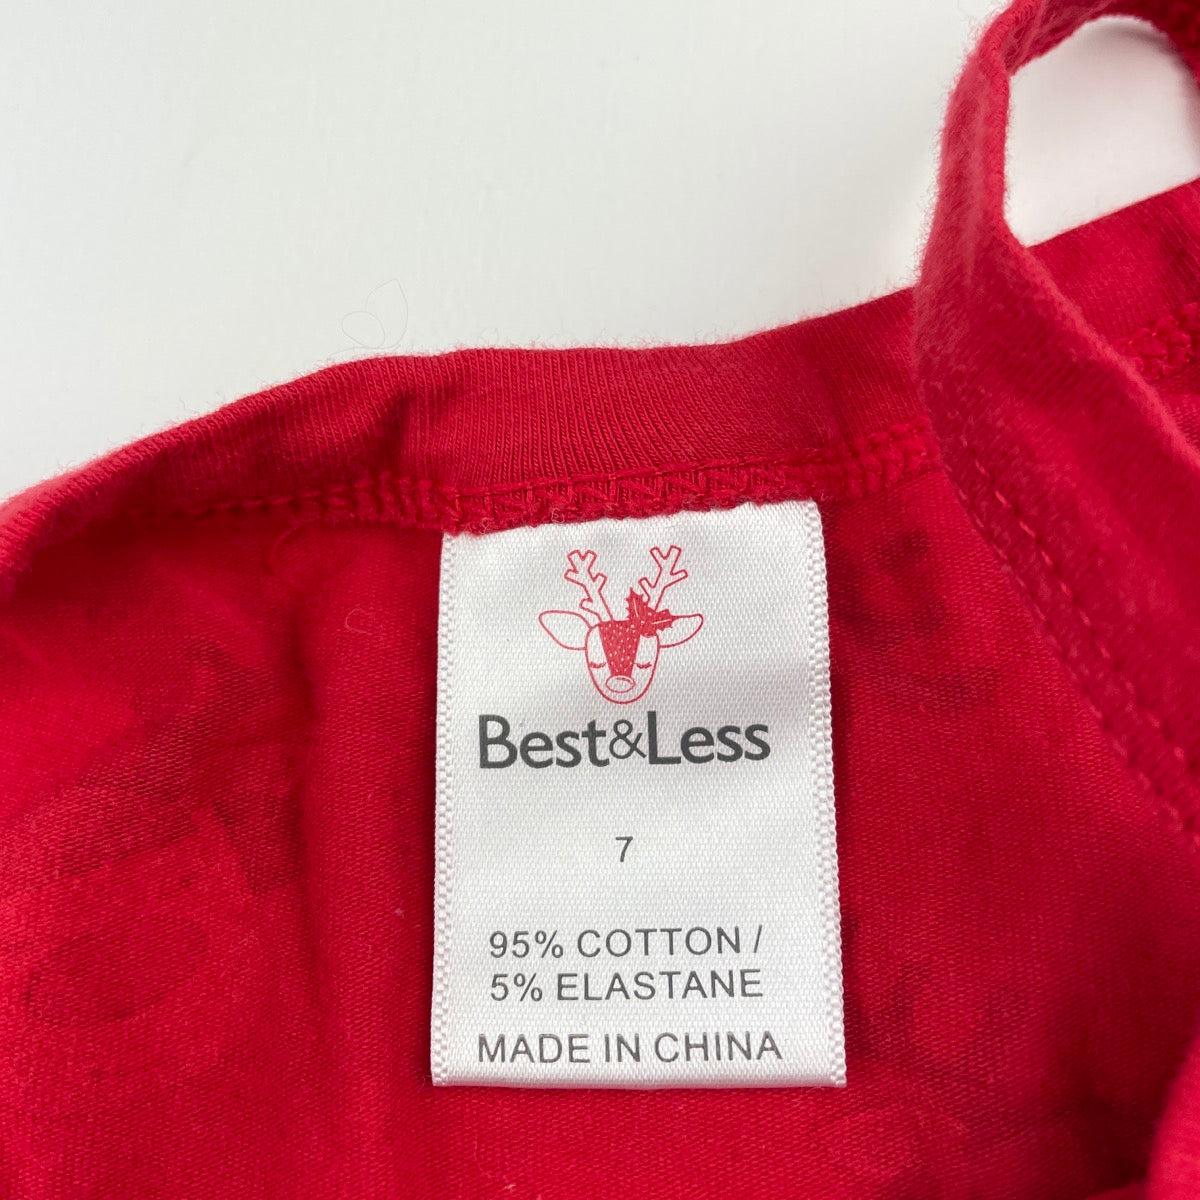 Best&Less
7
95% COTTON /
5% ELASTANE
MADE IN CHINA